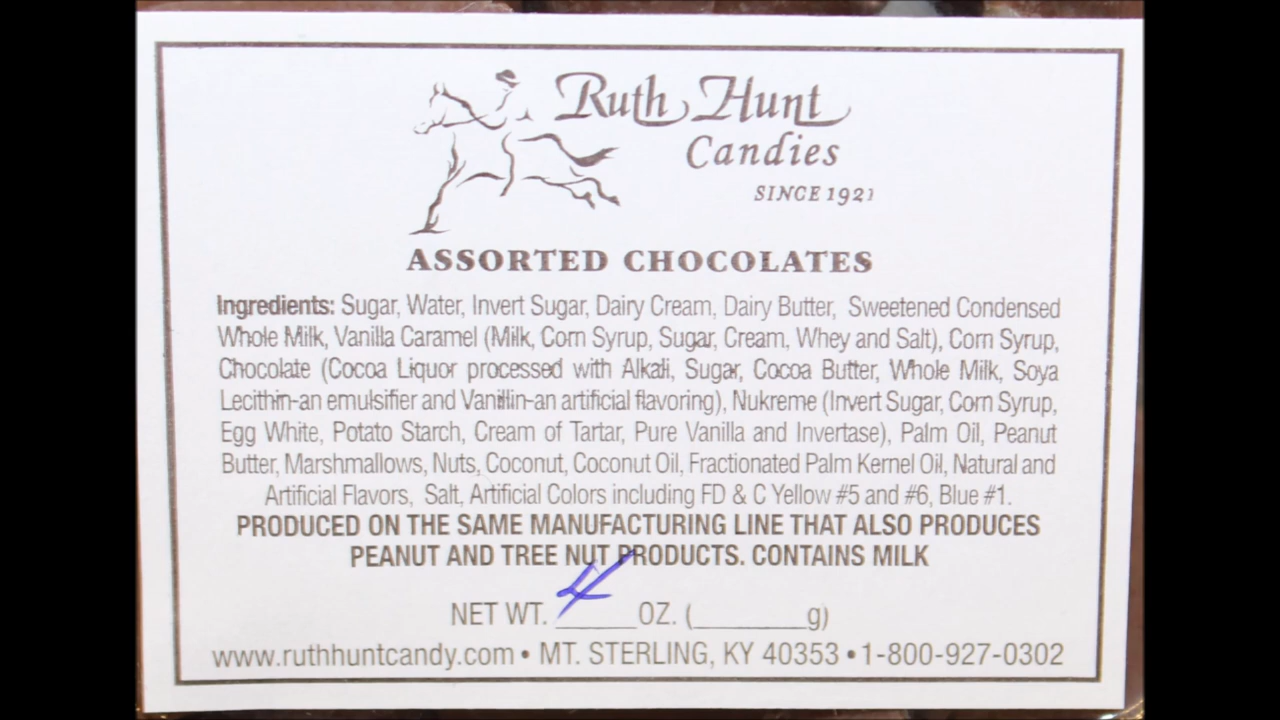 Ruth Hunt
Candies
SINCE 1921
ASSORTED CHOCOLATES
Ingredients: Sugar, Water, Invert Sugar, Dairy Cream, Dairy Butter, Sweetened Condensed
Whole Milk, Vanilla Caramel (Milk, Corn Syrup, Sugar, Cream, Whey and Salt), Corn Syrup,
Chocolate (Cocoa Liquor processed with Alkali, Sugar, Cocoa Butter, Whole Milk, Soya
Lecithin-an emulsifier and Vanillin-an artificial flavoring), Nukreme (Invert Sugar, Corn Syrup,
Egg White, Potato Starch, Cream of Tartar, Pure Vanilla and Invertase), Palm Oil, Peanut
Butter, Marshmallows, Nuts, Coconut, Coconut Oil, Fractionated Palm Kernel Oil, Natural and
Artificial Flavors, Salt, Artificial Colors including FD & C Yellow #5 and #6, Blue #1.
PRODUCED ON THE SAME MANUFACTURING LINE THAT ALSO PRODUCES
PEANUT AND TREE NUT PRODUCTS. CONTAINS MILK
NET WT. 4 OZ. (________g)
www.ruthhuntcandy.com • MT. STERLING, KY 40353 • 1-800-927-0302